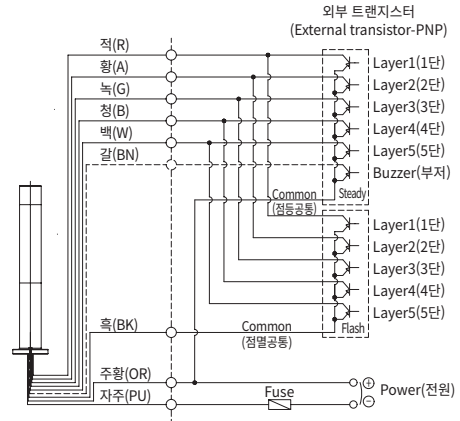 외부 트랜지스터
(External transistor-PNP)
적(R)
황(A)
녹(G)
청(B)
백(W)
갈(BN)
Layer1(1단)
Layer2(2단)
Layer3(3단)
Layer4(4단)
Layer5(5단)
Buzzer(부저)
Common
(점등공통)
Steady
Layer1(1단)
Layer2(2단)
Layer3(3단)
Layer4(4단)
Layer5(5단)
흑(BK)
Common
(점멸공통)
Flash
주황(OR)
자주(PU)
Fuse
⊕
⊖
Power(전원)